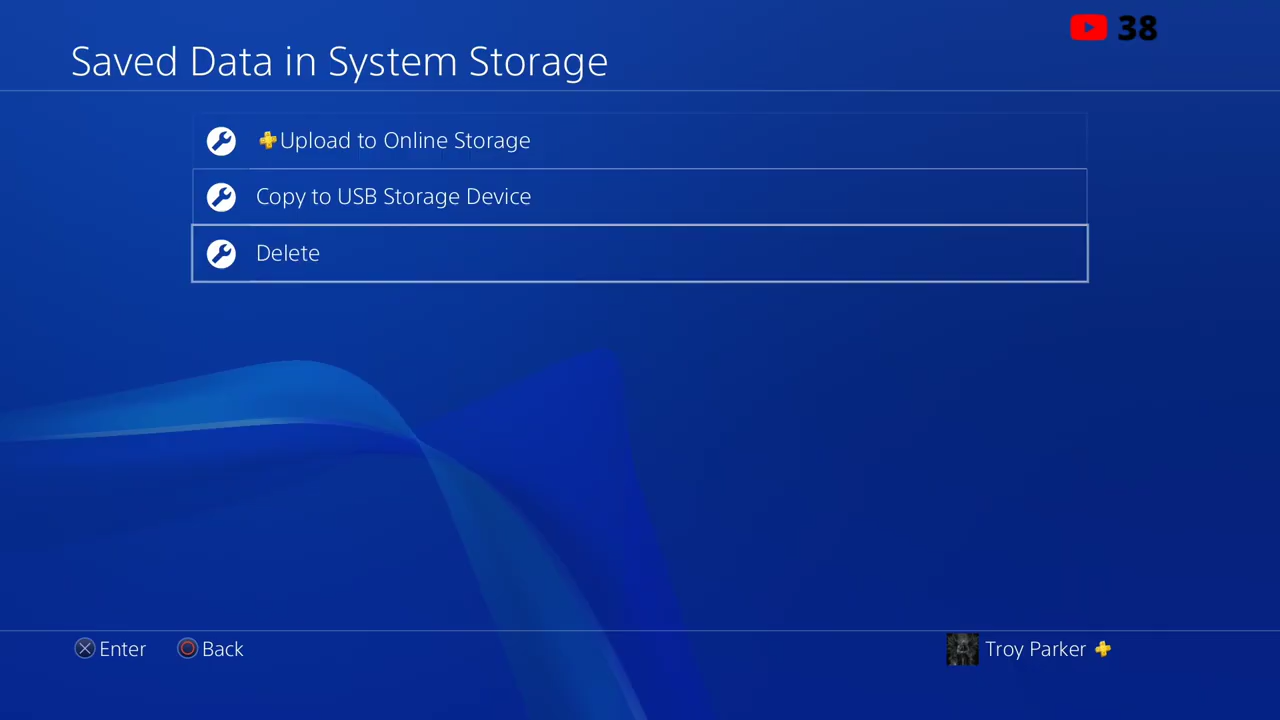 38
Saved Data in System Storage
Upload to Online Storage
Copy to USB Storage Device
Delete
Enter Back
Troy Parker